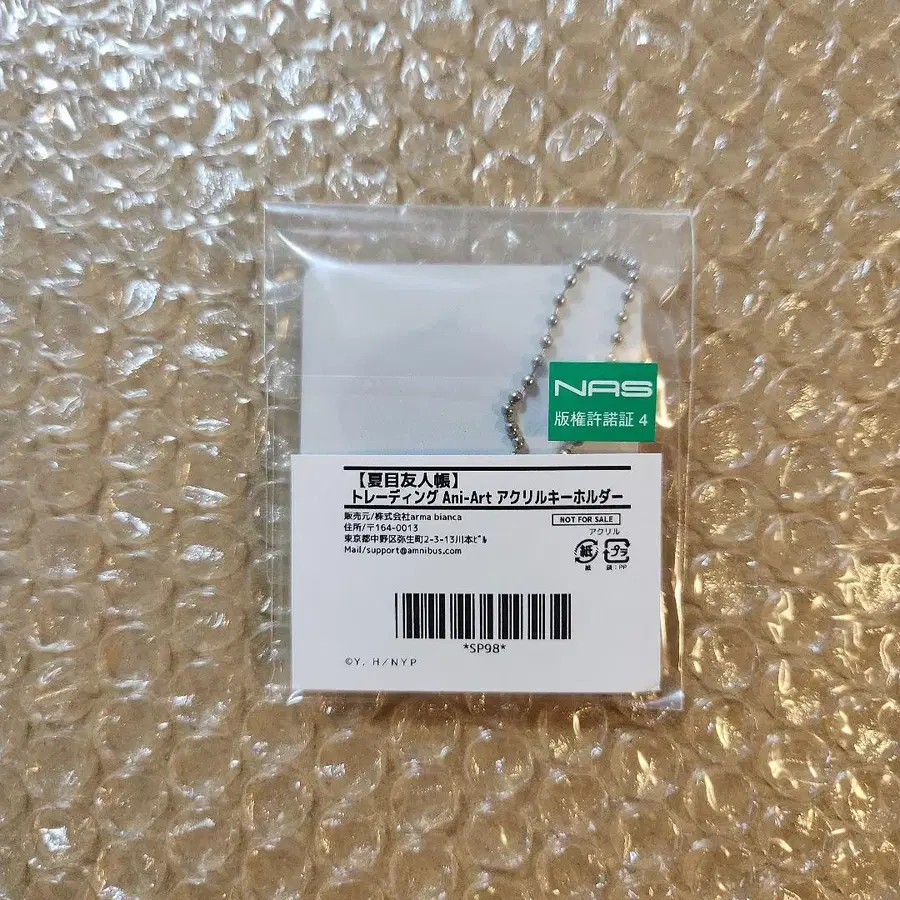 NAS
版権許諾証 4
【夏目友人帳】
トレーディング Ani-Art アクリルキーホルダー
販売元/株式会社arma bianca
住所/〒164-0013
東京都中野区弥生町2-3-13川本ビル
Mail/support@amnibus.com
NOT FOR SALE
アクリル
紙 プラ
紙 袋:PP
*SP98*
©Y. H/NYP